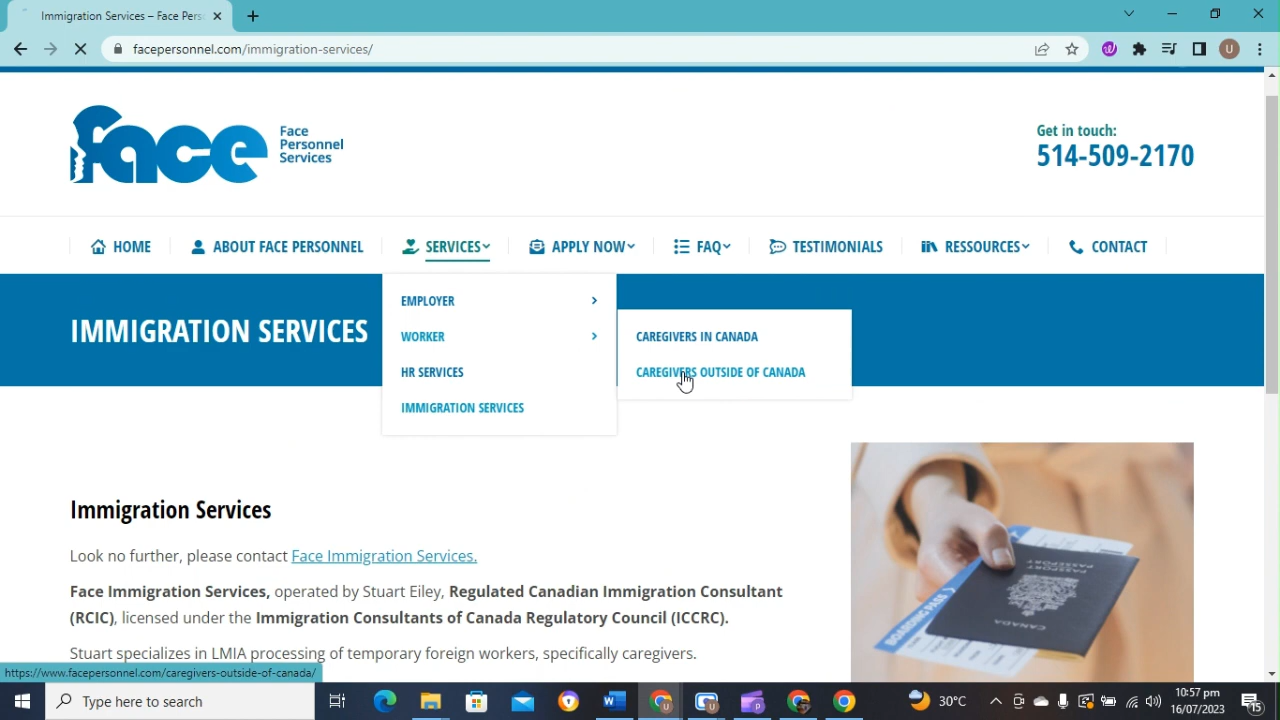 Immigration Services – Face Pers
facepersonnel.com/immigration-services/
U
face
Face
Personnel
Services
Get in touch:
514-509-2170
HOME
ABOUT FACE PERSONNEL
SERVICES
APPLY NOW
FAQ
TESTIMONIALS
RESSOURCES
CONTACT
IMMIGRATION SERVICES
EMPLOYER
WORKER
HR SERVICES
IMMIGRATION SERVICES
CAREGIVERS IN CANADA
CAREGIVERS OUTSIDE OF CANADA
Immigration Services
Look no further, please contact Face Immigration Services.
Face Immigration Services, operated by Stuart Eiley, Regulated Canadian Immigration Consultant
(RCIC), licensed under the Immigration Consultants of Canada Regulatory Council (ICCRC).
Stuart specializes in LMIA processing of temporary foreign workers, specifically caregivers.
PASSPORT
PASSEPORT
CANADA
BOARDING PASS
https://www.facepersonnel.com/caregivers-outside-of-canada/
Type here to search
30°C
10:57 pm
16/07/2023
15